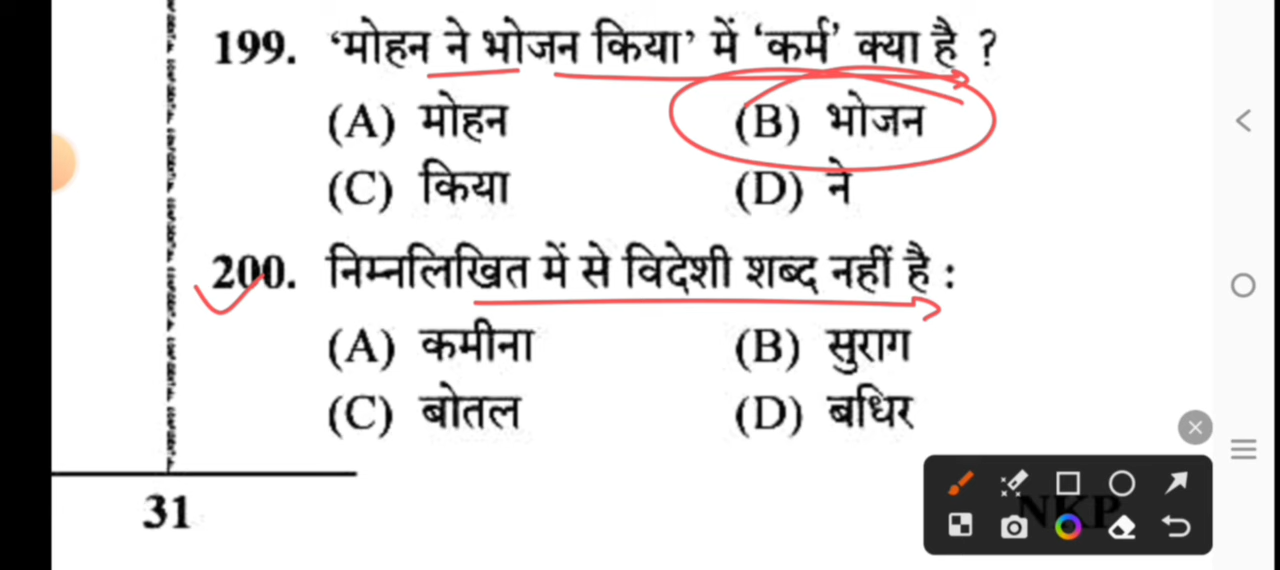 199. ‘मोहन ने भोजन किया’ में ‘कर्म’ क्या है ?
(A) मोहन (B) भोजन
(C) किया (D) ने
200. निम्नलिखित में से विदेशी शब्द नहीं है :
(A) कमीना (B) सुराग
(C) बोतल (D) बधिर
31 NKP